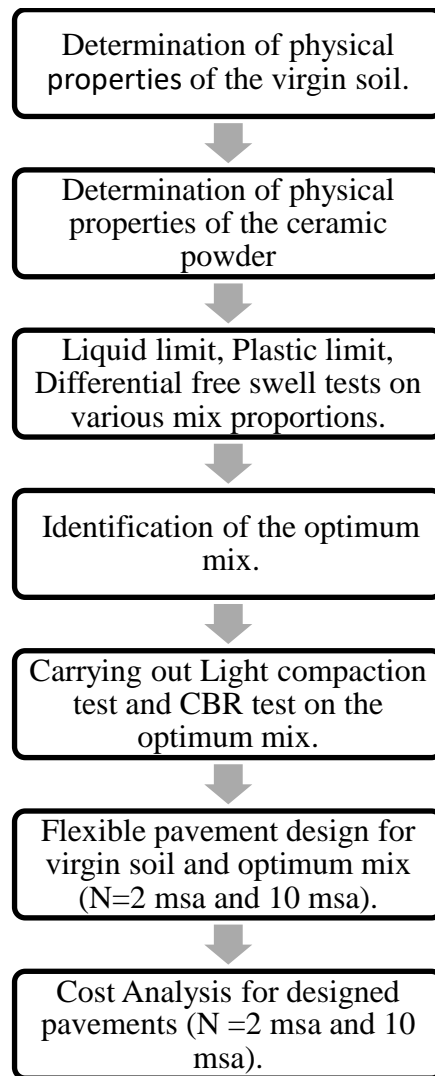 Determination of physical
properties of the virgin soil.
Determination of physical
properties of the ceramic
powder
Liquid limit, Plastic limit,
Differential free swell tests on
various mix proportions.
Identification of the optimum
mix.
Carrying out Light compaction
test and CBR test on the
optimum mix.
Flexible pavement design for
virgin soil and optimum mix
(N=2 msa and 10 msa).
Cost Analysis for designed
pavements (N =2 msa and 10
msa).